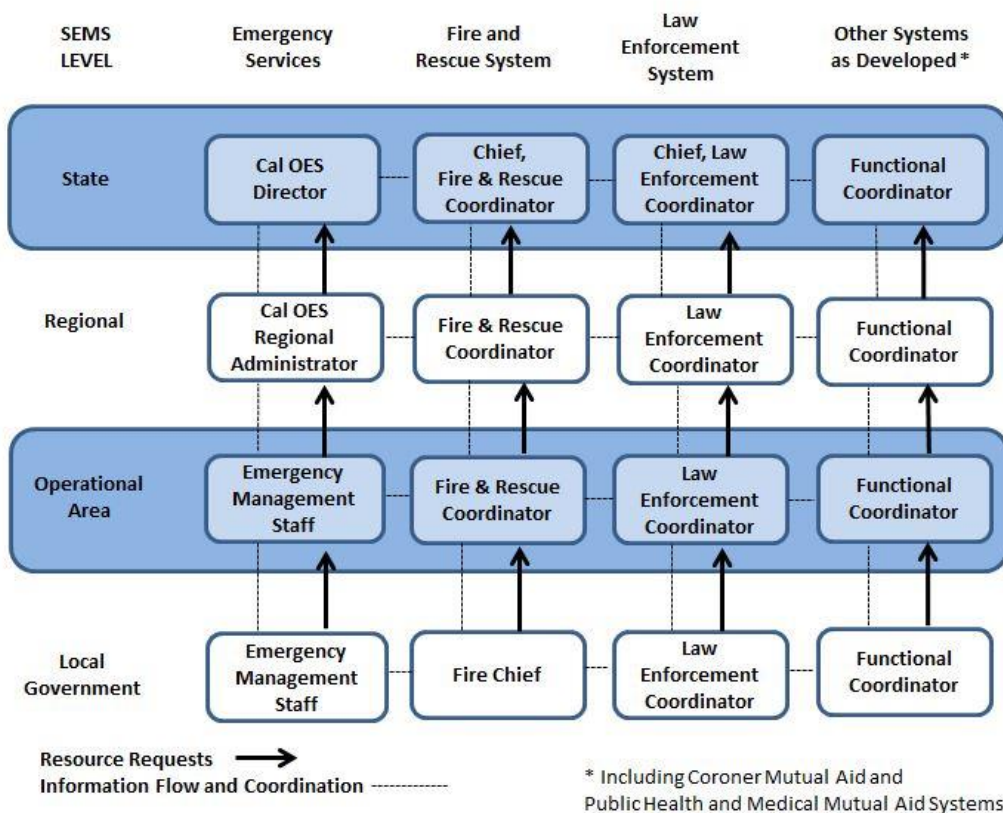 SEMS
LEVEL
Emergency
Services
Fire and
Rescue System
Law
Enforcement
System
Other Systems
as Developed *
State
Cal OES
Director
Chief,
Fire & Rescue
Coordinator
Chief, Law
Enforcement
Coordinator
Functional
Coordinator
Regional
Cal OES
Regional
Administrator
Fire & Rescue
Coordinator
Law
Enforcement
Coordinator
Functional
Coordinator
Operational
Area
Emergency
Management
Staff
Fire & Rescue
Coordinator
Law
Enforcement
Coordinator
Functional
Coordinator
Local
Government
Emergency
Management
Staff
Fire Chief
Law
Enforcement
Coordinator
Functional
Coordinator
Resource Requests
Information Flow and Coordination
* Including Coroner Mutual Aid and
Public Health and Medical Mutual Aid Systems